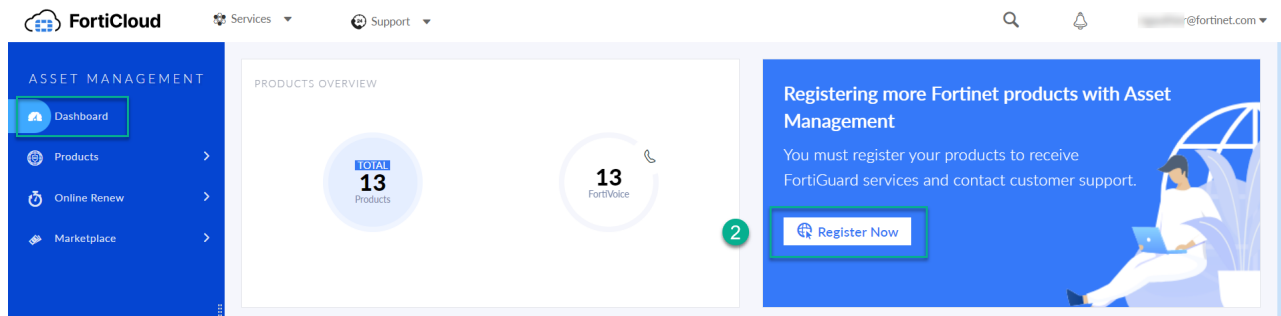 FortiCloud
Services
Support
@fortinet.com
ASSET MANAGEMENT
Dashboard
Products
Online Renew
Marketplace
PRODUCTS OVERVIEW
TOTAL
13
Products
13
FortiVoice
2
Registering more Fortinet products with Asset
Management
You must register your products to receive
FortiGuard services and contact customer support.
Register Now